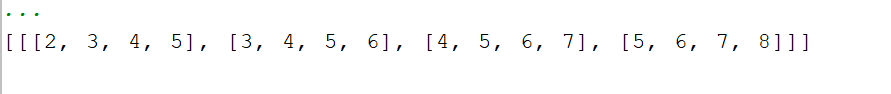 ...
[[[2, 3, 4, 5], [3, 4, 5, 6], [4, 5, 6, 7], [5, 6, 7, 8]]]